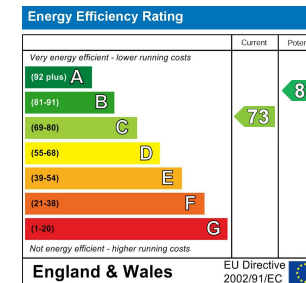 Energy Efficiency Rating
Current
Very energy efficient - lower running costs
(92 plus) A
(81-91) B
(69-80) C
73
(55-68) D
(39-54) E
(21-38) F
(1-20) G
Not energy efficient - higher running costs
England & Wales
EU Directive
2002/91/EC